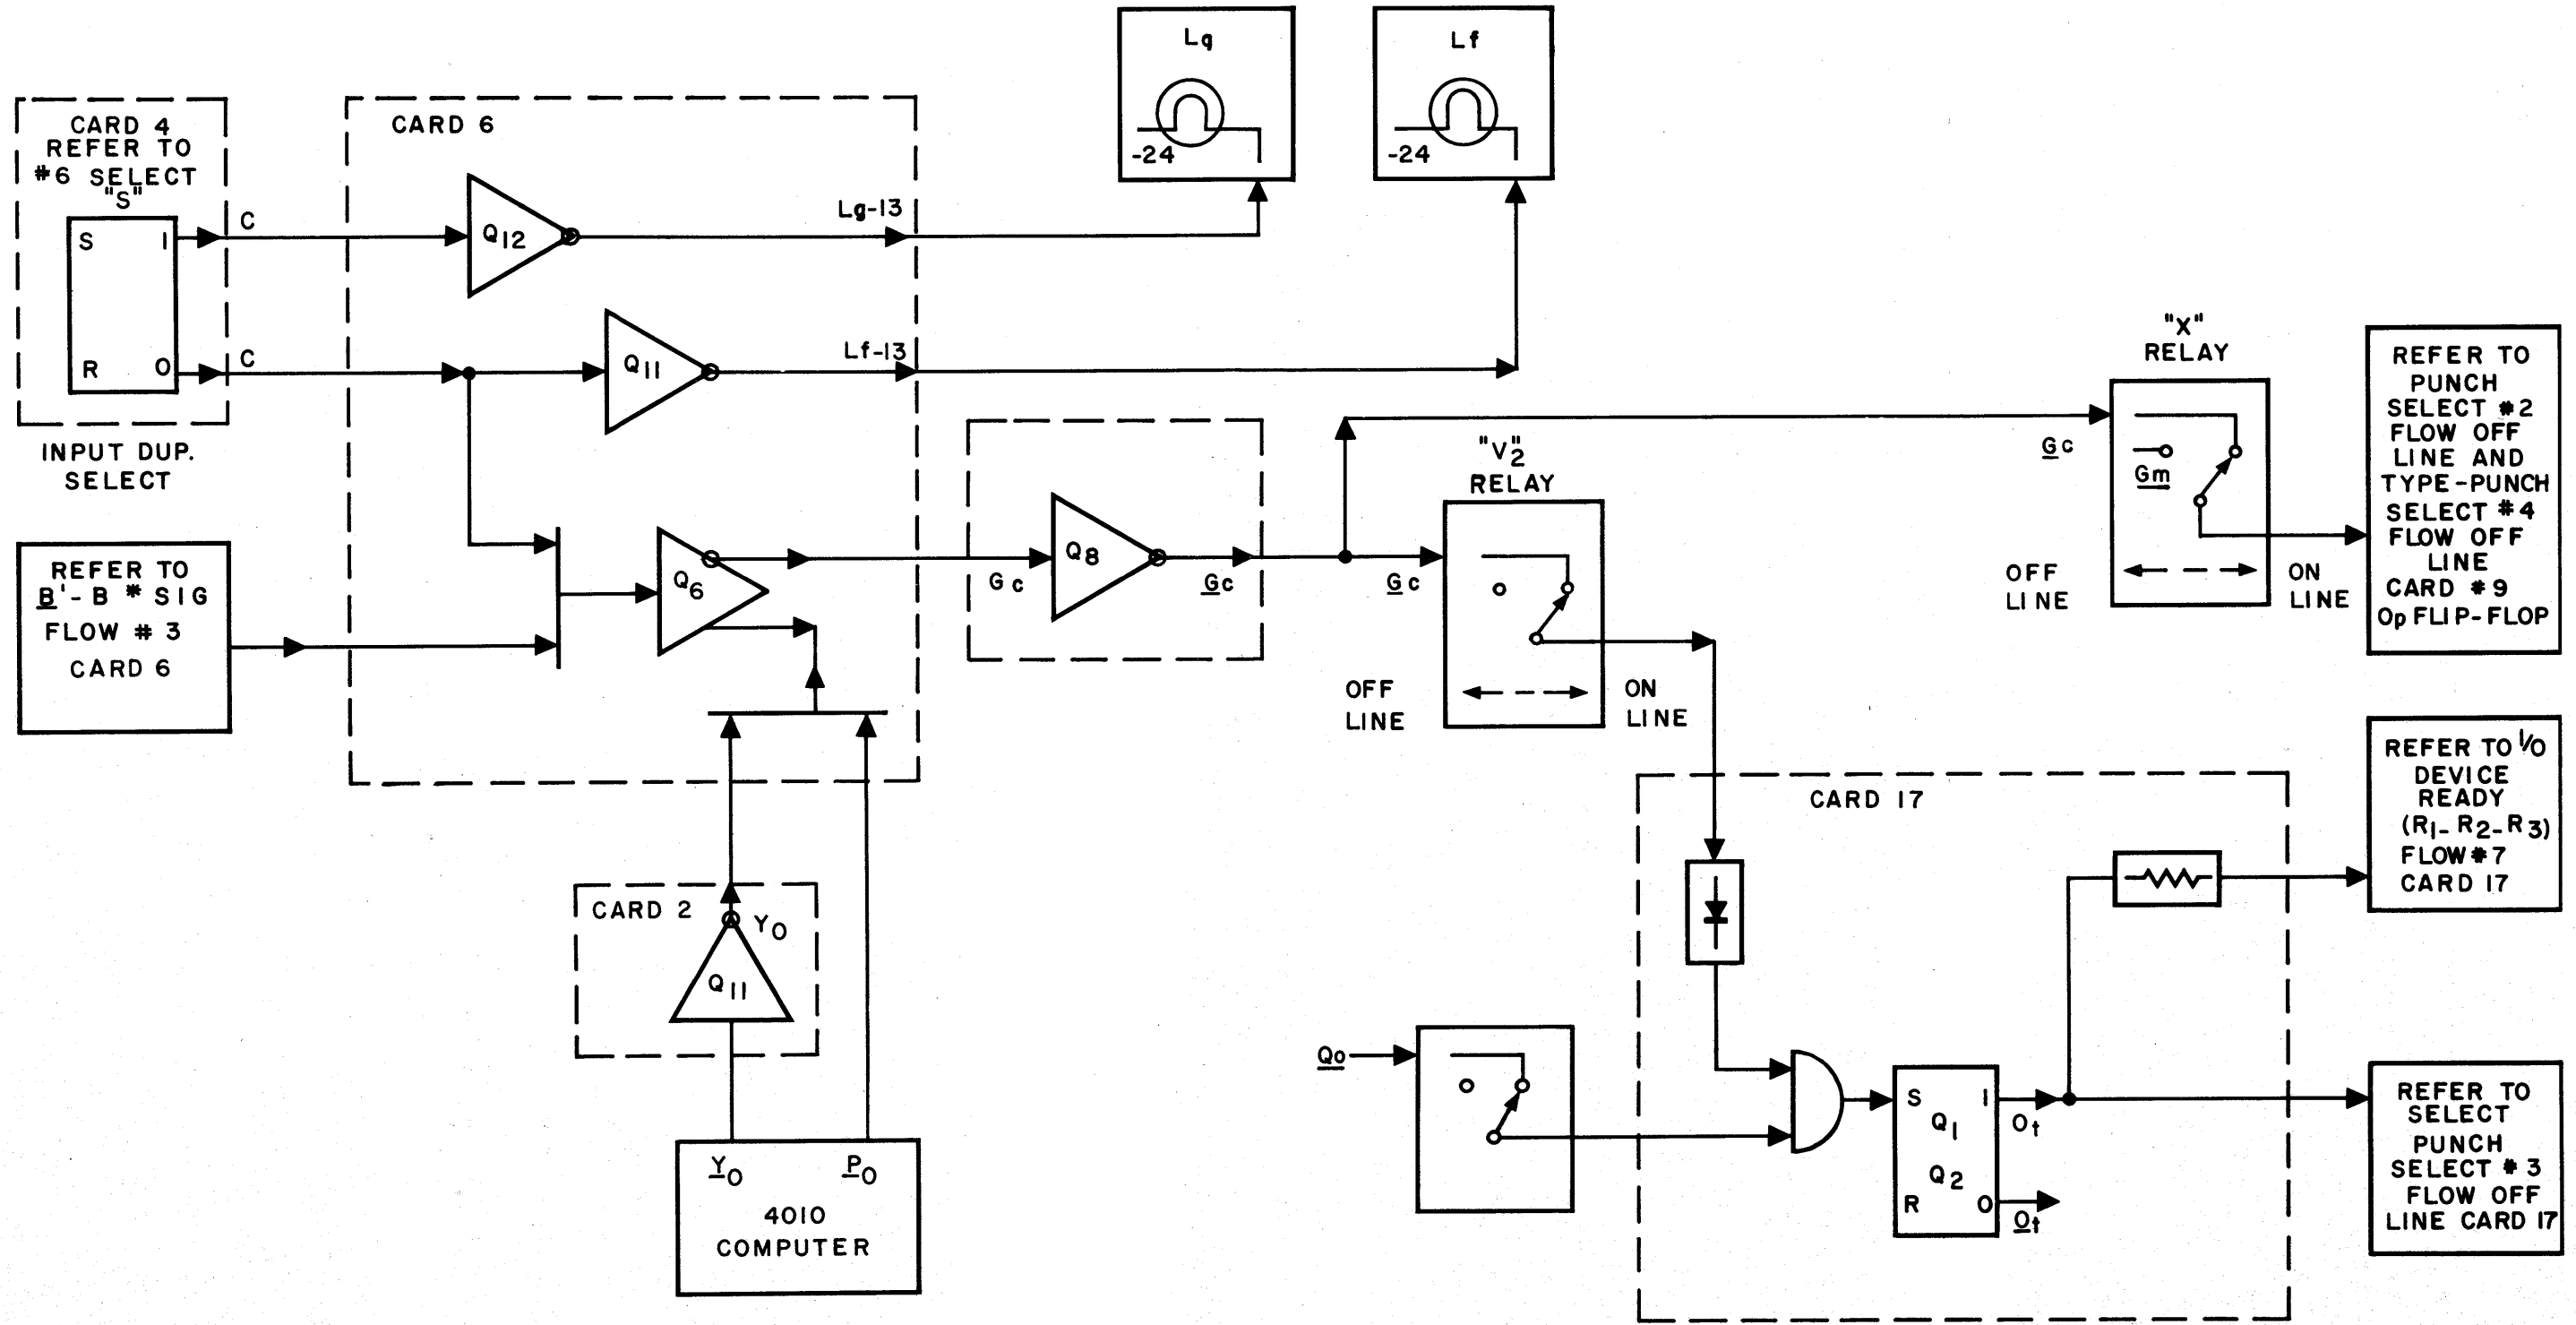 Lq
-24
Lf
-24
CARD 4
REFER TO
#6 SELECT
"S"
S 1
R 0
C
C
INPUT DUP.
SELECT
CARD 6
Q12
Lg-13
Q11
Lf-13
REFER TO
B'-B * SIG
FLOW # 3
CARD 6
Q6
Gc
Q8
Gc
Gc
"V2"
RELAY
OFF
LINE
ON
LINE
"X"
RELAY
Gc
Gm
OFF
LINE
ON
LINE
REFER TO
PUNCH
SELECT #2
FLOW OFF
LINE AND
TYPE-PUNCH
SELECT #4
FLOW OFF
LINE
CARD #9
Op FLIP-FLOP
CARD 2
Y0
Q11
Y0 P0
4010
COMPUTER
CARD 17
Qo
S 1
Q1
Q2
R 0
Ot
Ot
REFER TO I/O
DEVICE
READY
(R1-R2-R3)
FLOW #7
CARD 17
REFER TO
SELECT
PUNCH
SELECT # 3
FLOW OFF
LINE CARD 17